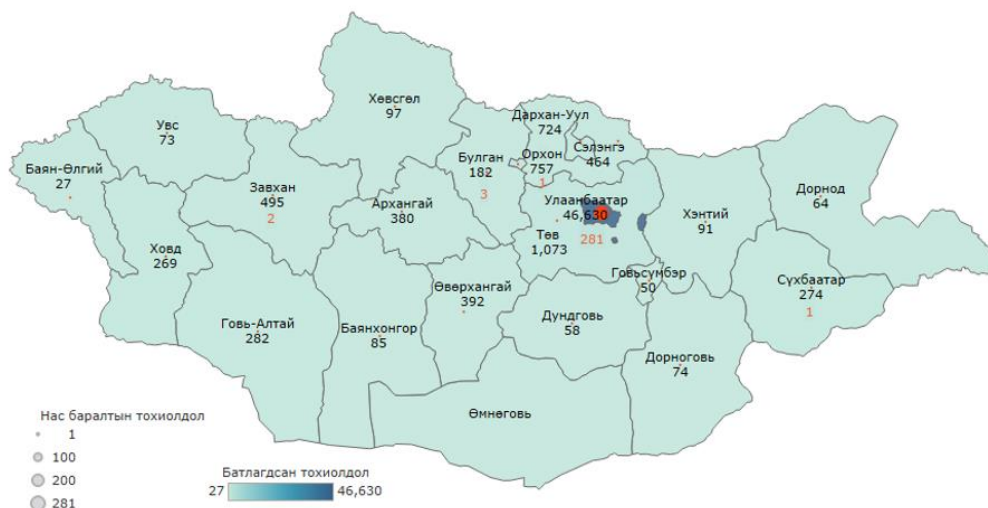 Хөвсгөл
97
Увс
73
Баян-Өлгий
27
Завхан
495
2
Ховд
269
Архангай
380
Булган
182
3
Дархан-Уул
724
Орхон
757
1
Сэлэнгэ
464
Улаанбаатар
46,630
281
Төв
1,073
Хэнтий
91
Дорнод
64
Говьсүмбэр
50
Сүхбаатар
274
1
Говь-Алтай
282
Баянхонгор
85
Өвөрхангай
392
Дундговь
58
Дорноговь
74
Өмнөговь
Нас баралтын тохиолдол
1
100
200
281
Батлагдсан тохиолдол
27 46,630